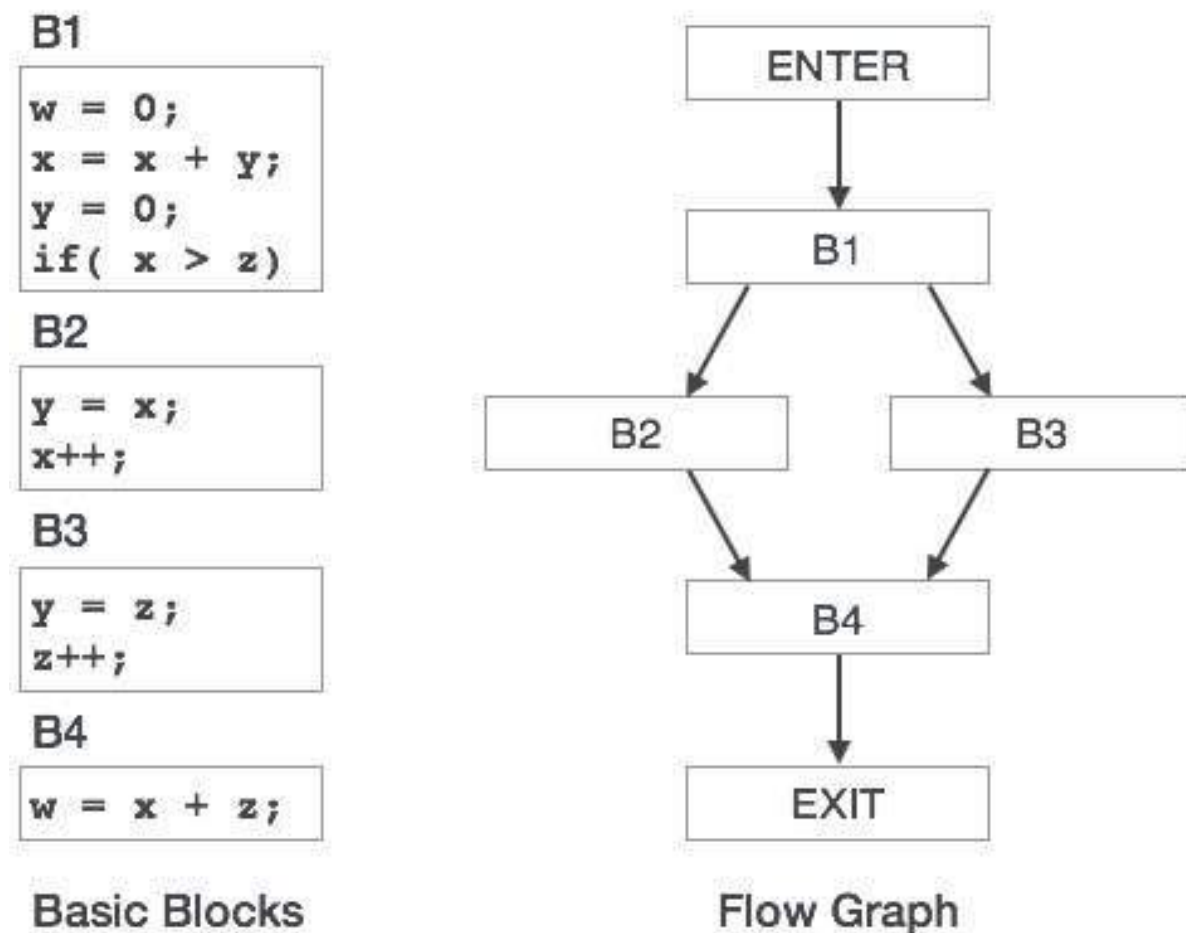 B1
w = 0;
x = x + y;
y = 0;
if( x > z)
B2
y = x;
x++;
B3
y = z;
z++;
B4
w = x + z;
Basic Blocks
ENTER
B1
B2
B3
B4
EXIT
Flow Graph